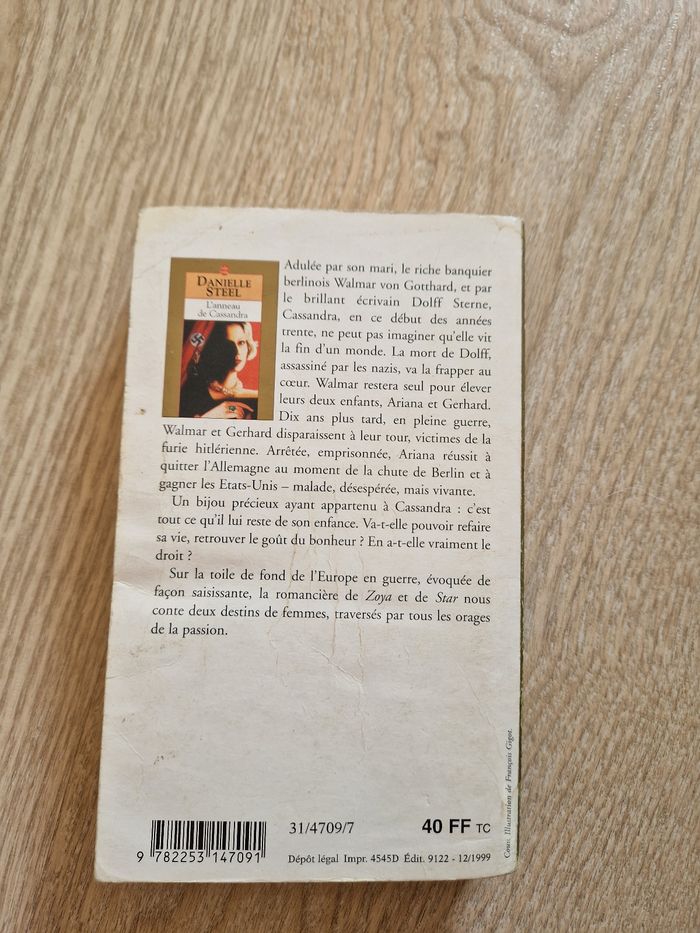 Adulée par son mari, le riche banquier
berlinois Walmar von Gotthard, et par
le brillant écrivain Dolff Sterne,
Cassandra, en ce début des années
trente, ne peut pas imaginer qu'elle vit
la fin d'un monde. La mort de Dolff,
assassiné par les nazis, va la frapper au
cœur. Walmar restera seul pour élever
leurs deux enfants, Ariana et Gerhard.
Dix ans plus tard, en pleine guerre,
Walmar et Gerhard disparaissent à leur tour, victimes de la
furie hitlérienne. Arrêtée, emprisonnée, Ariana réussit à
quitter l'Allemagne au moment de la chute de Berlin et à
gagner les Etats-Unis – malade, désespérée, mais vivante.
Un bijou précieux ayant appartenu à Cassandra : c'est
tout ce qu'il lui reste de son enfance. Va-t-elle pouvoir refaire
sa vie, retrouver le goût du bonheur ? En a-t-elle vraiment le
droit ?
Sur la toile de fond de l'Europe en guerre, évoquée de
façon saisissante, la romancière de Zoya et de Star nous
conte deux destins de femmes, traversés par tous les orages
de la passion.
DANIELLE
STEEL
L'anneau
de Cassandra
Couv. Illustration de François Gigot.
31/4709/7
40 FF TC
9 782253 147091
Dépôt légal Impr. 4545D Édit. 9122 - 12/1999